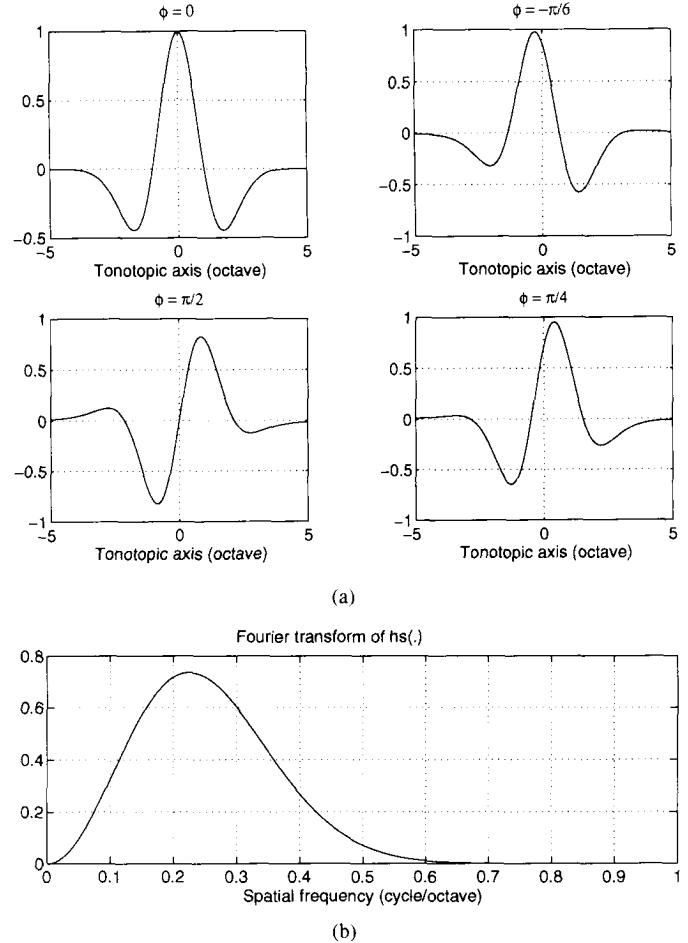 ϕ = 0
1
0.5
0
−0.5
−5
0
5
Tonotopic axis (octave)
ϕ = −π/6
1
0.5
0
−0.5
−1
−5
0
5
Tonotopic axis (octave)
ϕ = π/2
1
0.5
0
−0.5
−1
−5
0
5
Tonotopic axis (octave)
ϕ = π/4
1
0.5
0
−0.5
−1
−5
0
5
Tonotopic axis (octave)
(a)
Fourier transform of hs(.)
0.8
0.6
0.4
0.2
0
0 0.1 0.2 0.3 0.4 0.5 0.6 0.7 0.8 0.9 1
Spatial frequency (cycle/octave)
(b)